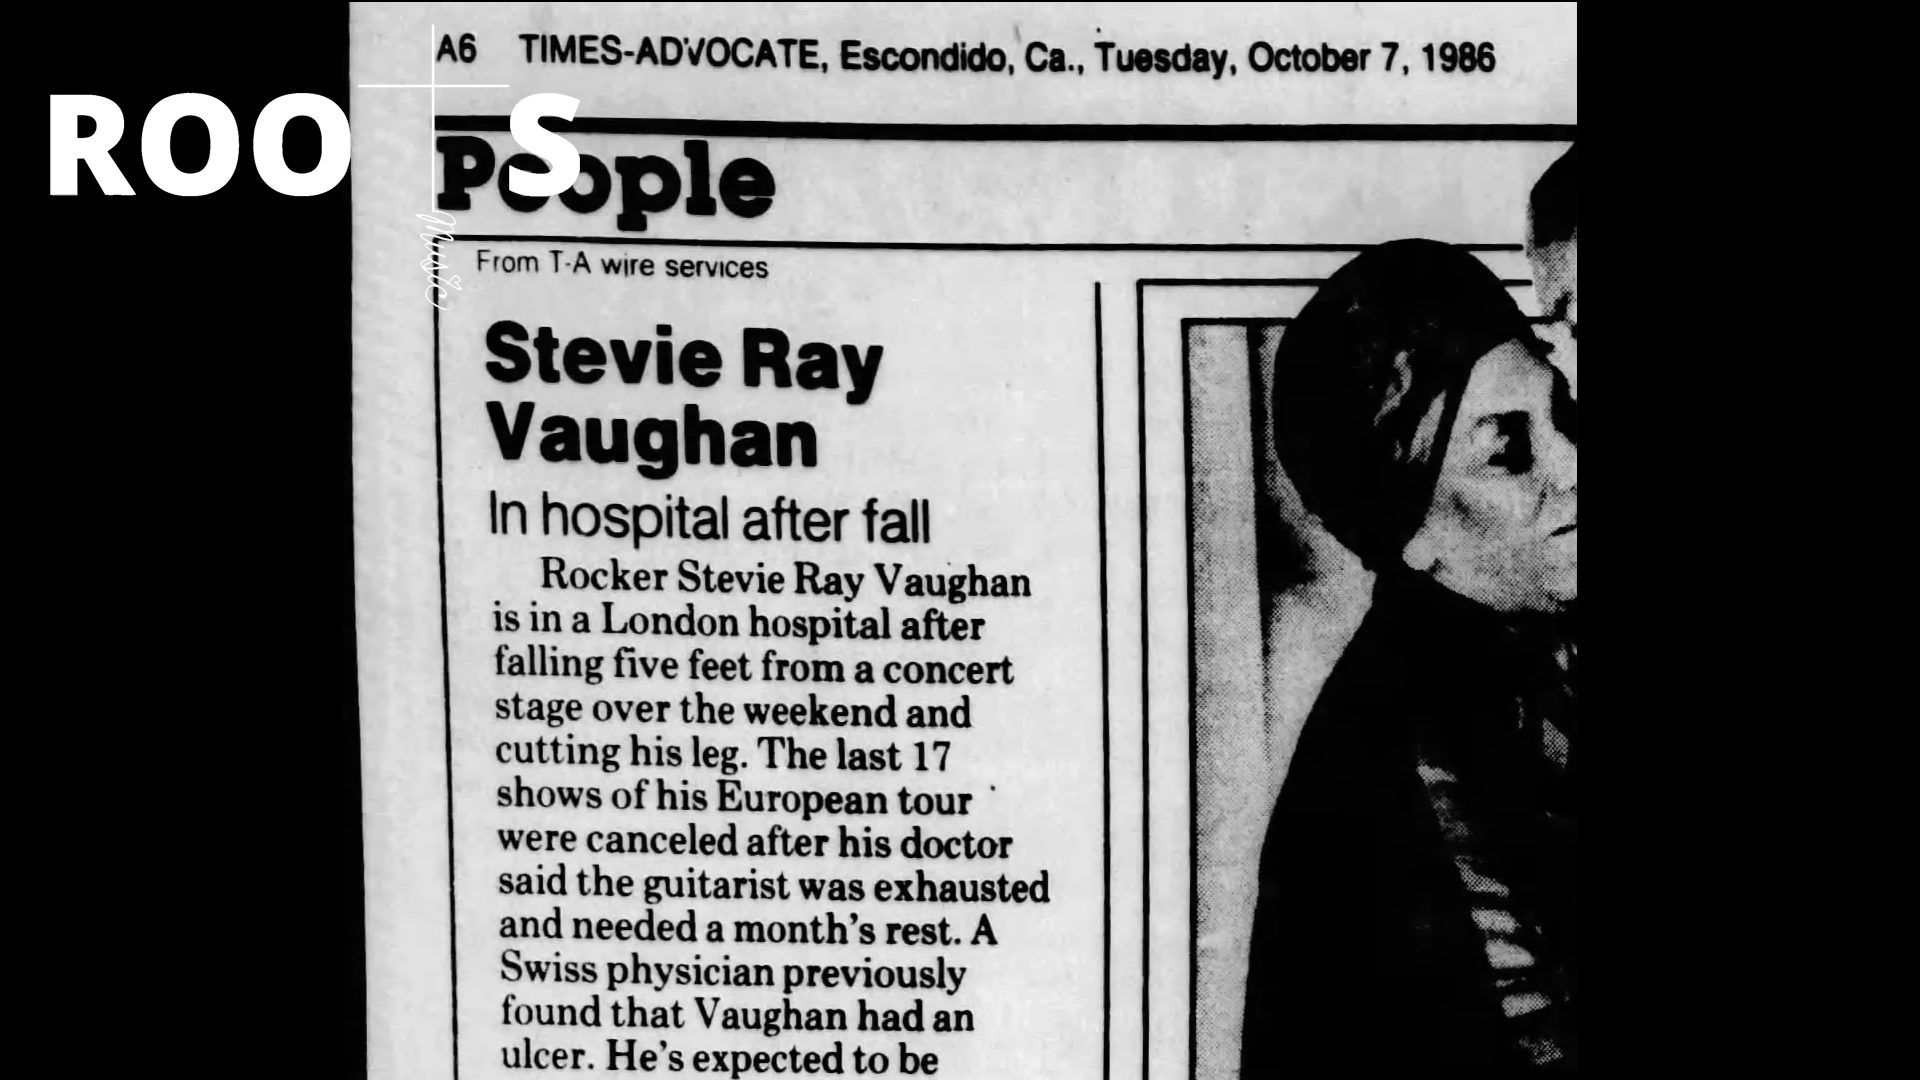 A6 TIMES-ADVOCATE, Escondido, Ca., Tuesday, October 7, 1986
ROOTS
Music
People
From T-A wire services
Stevie Ray
Vaughan
In hospital after fall
Rocker Stevie Ray Vaughan
is in a London hospital after
falling five feet from a concert
stage over the weekend and
cutting his leg. The last 17
shows of his European tour
were canceled after his doctor
said the guitarist was exhausted
and needed a month's rest. A
Swiss physician previously
found that Vaughan had an
ulcer. He's expected to be